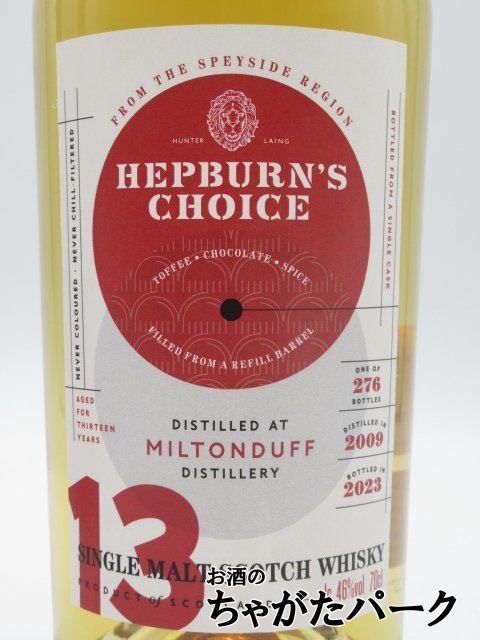 FROM THE SPEYSIDE REGION
HUNTER LAING
HEPBURN'S
CHOICE
TOFFEE • CHOCOLATE • SPICE
FILLED FROM A REFILL BARREL
NEVER COLOURED · NEVER CHILL-FILTERED
BOTTLED FROM A SINGLE CASK
ONE OF
276
BOTTLES
DISTILLED IN
2009
BOTTLED IN
2023
AGED
FOR
THIRTEEN
YEARS
DISTILLED AT
MILTONDUFF
DISTILLERY
13
SINGLE MALT SCOTCH WHISKY
PRODUCT of
46%vol 70cl
お酒の
ちゃがたパーク